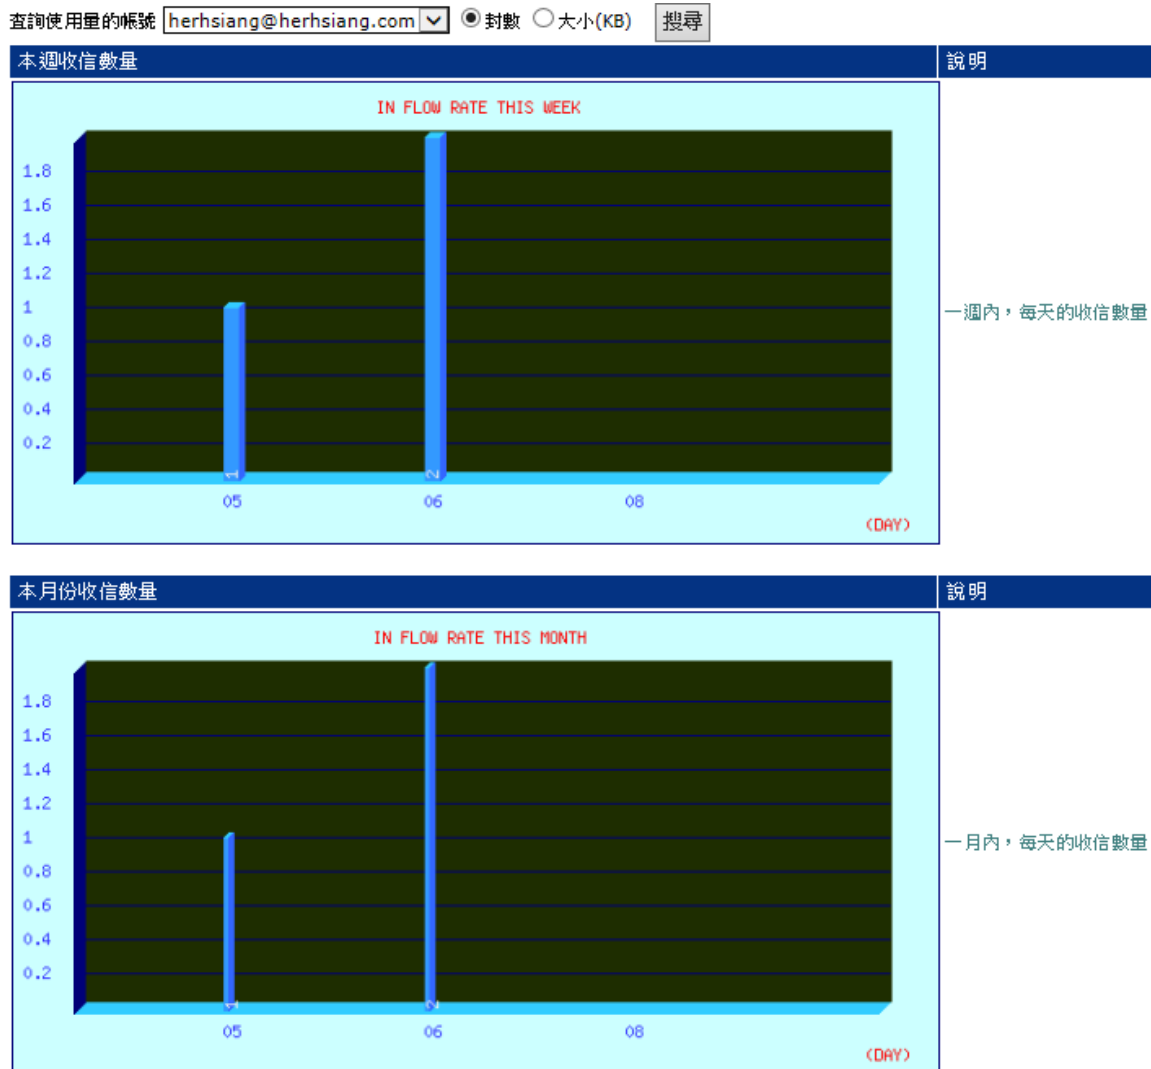 查詢使用量的帳號 herhsiang@herhsiang.com 封數 大小(KB) 搜尋
本週收信數量 說明
IN FLOW RATE THIS WEEK
1.8
1.6
1.4
1.2
1
0.8
0.6
0.4
0.2
1 2
05 06 08
(DAY)
一週內，每天的收信數量
本月份收信數量 說明
IN FLOW RATE THIS MONTH
1.8
1.6
1.4
1.2
1
0.8
0.6
0.4
0.2
1 2
05 06 08
(DAY)
一月內，每天的收信數量